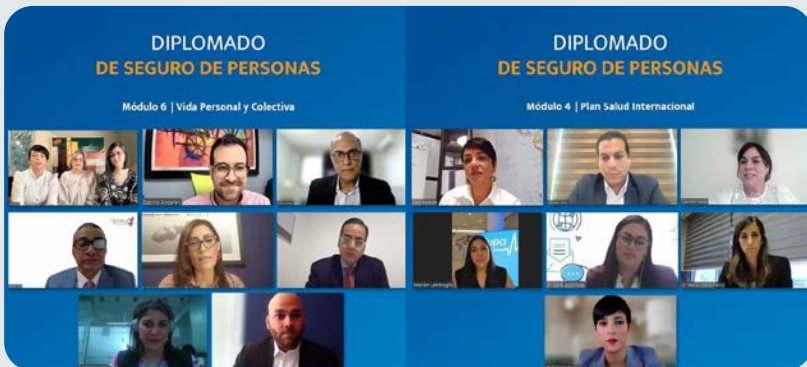 DIPLOMADO
DE SEGURO DE PERSONAS
Módulo 6 | Vida Personal y Colectiva
DIPLOMADO
DE SEGURO DE PERSONAS
Módulo 4 | Plan Salud Internacional
upa